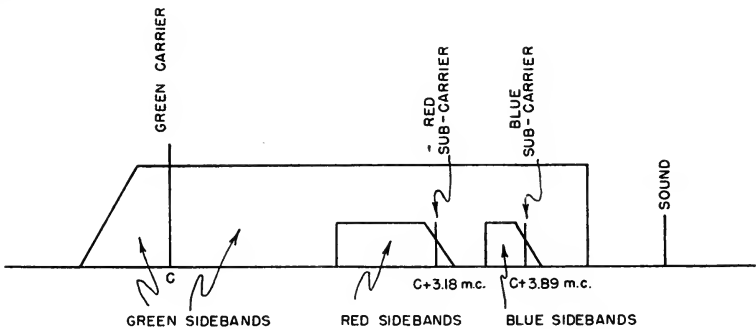 GREEN CARRIER
RED
SUB-CARRIER
BLUE
SUB-CARRIER
SOUND
C
C+3.18 m.c.
C+3.89 m.c.
GREEN SIDEBANDS
RED SIDEBANDS
BLUE SIDEBANDS